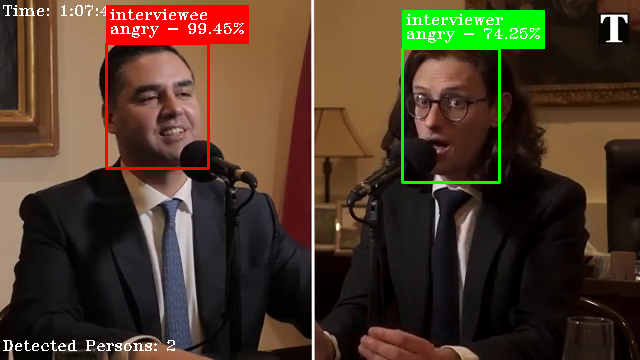 Time: 1:07:4
interviewee
angry - 99.45%
interviewer
angry - 74.25%
T
Detected Persons: 2